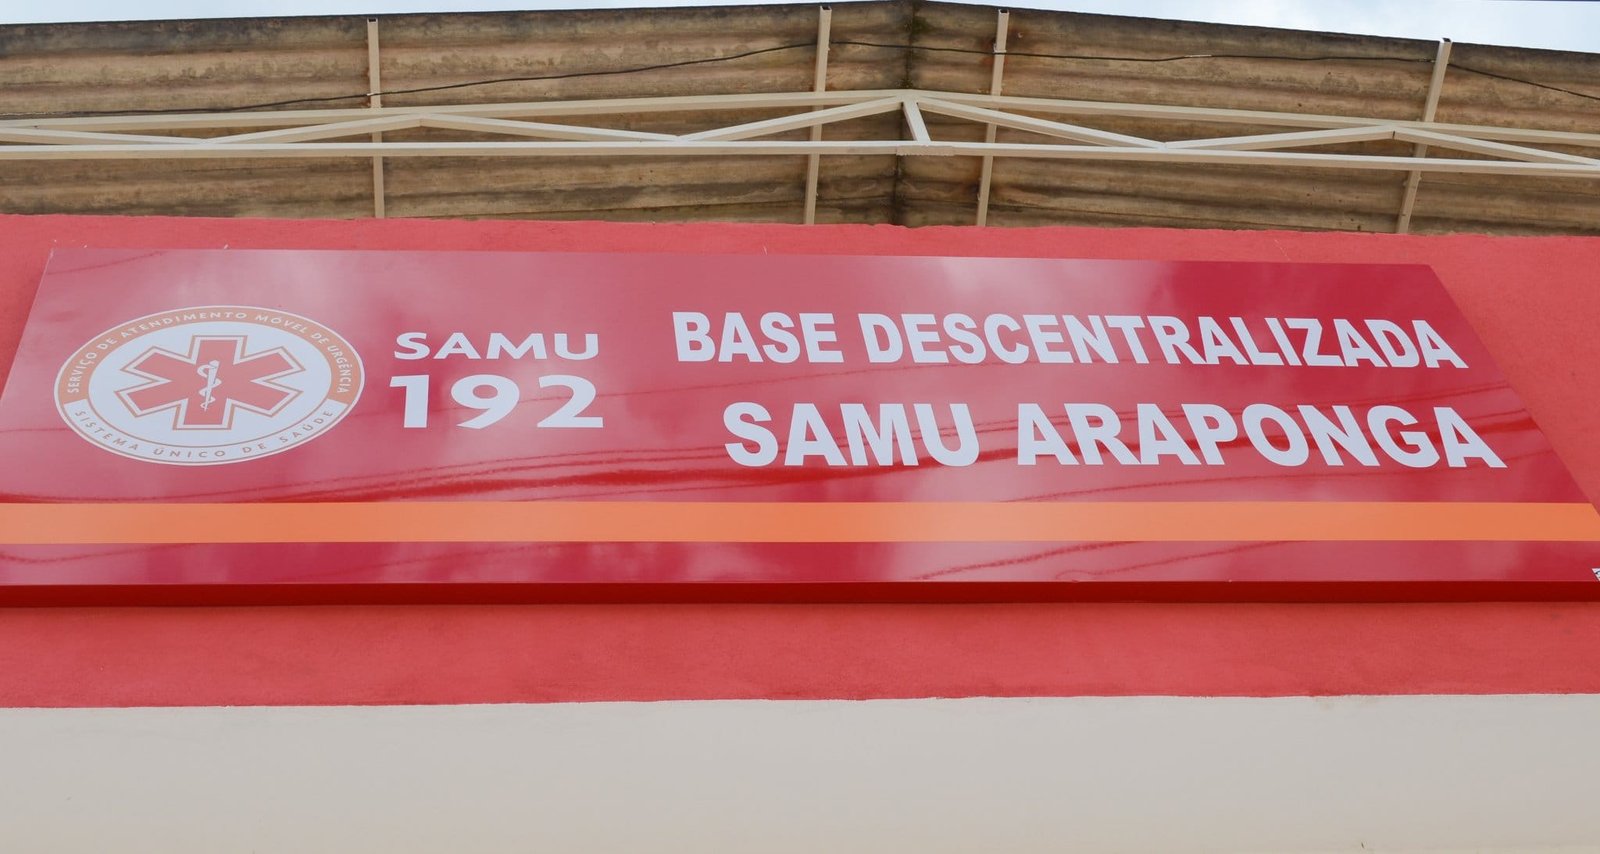 SERVIÇO DE ATENDIMENTO MÓVEL DE URGÊNCIA
SISTEMA ÚNICO DE SAÚDE
SAMU
192
BASE DESCENTRALIZADA
SAMU ARAPONGA